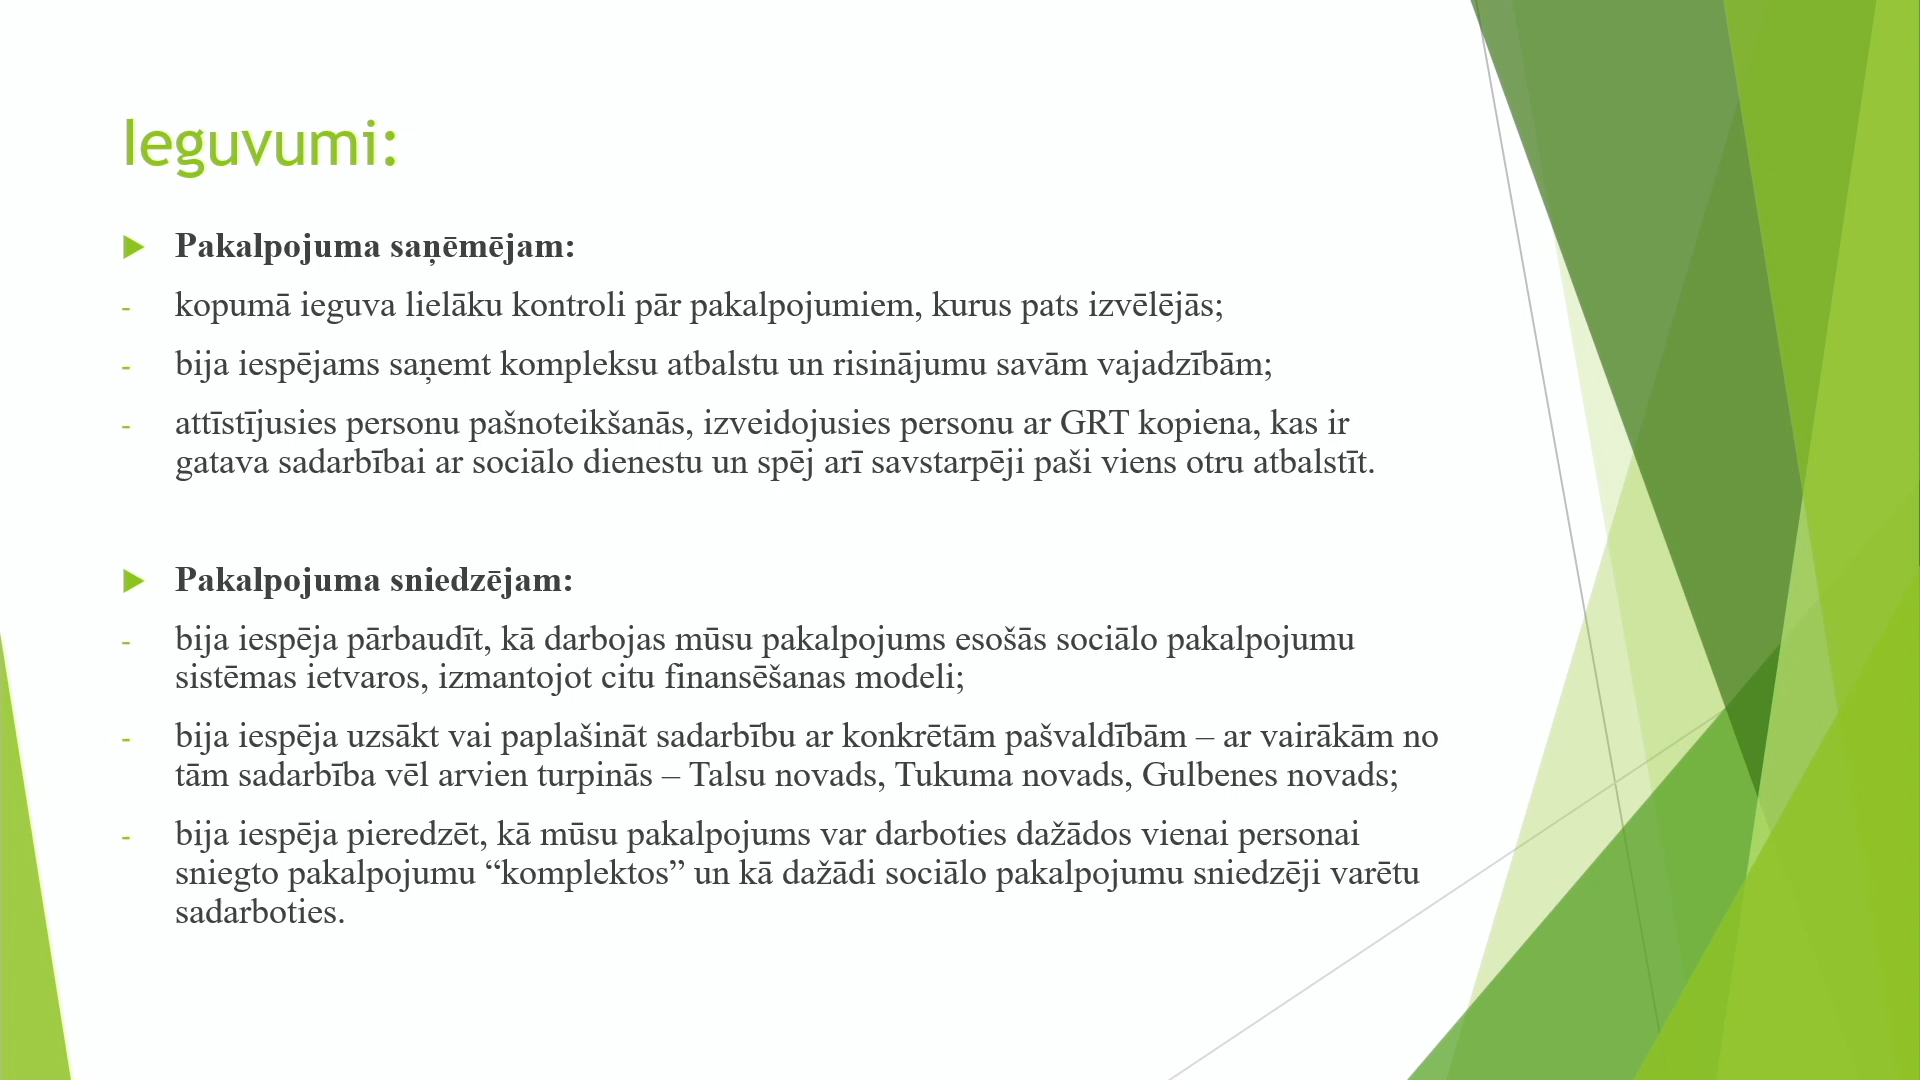 Ieguvumi:
Pakalpojuma saņēmējam:
- kopumā ieguva lielāku kontroli pār pakalpojumiem, kurus pats izvēlējās;
- bija iespējams saņemt kompleksu atbalstu un risinājumu savām vajadzībām;
- attīstījusies personu pašnoteikšanās, izveidojusies personu ar GRT kopiena, kas ir
gatava sadarbībai ar sociālo dienestu un spēj arī savstarpēji paši viens otru atbalstīt.
Pakalpojuma sniedzējam:
- bija iespēja pārbaudīt, kā darbojas mūsu pakalpojums esošās sociālo pakalpojumu
sistēmas ietvaros, izmantojot citu finansēšanas modeli;
- bija iespēja uzsākt vai paplašināt sadarbību ar konkrētām pašvaldībām – ar vairākām no
tām sadarbība vēl arvien turpinās – Talsu novads, Tukuma novads, Gulbenes novads;
- bija iespēja pieredzēt, kā mūsu pakalpojums var darboties dažādos vienai personai
sniegto pakalpojumu “komplektos” un kā dažādi sociālo pakalpojumu sniedzēji varētu
sadarboties.